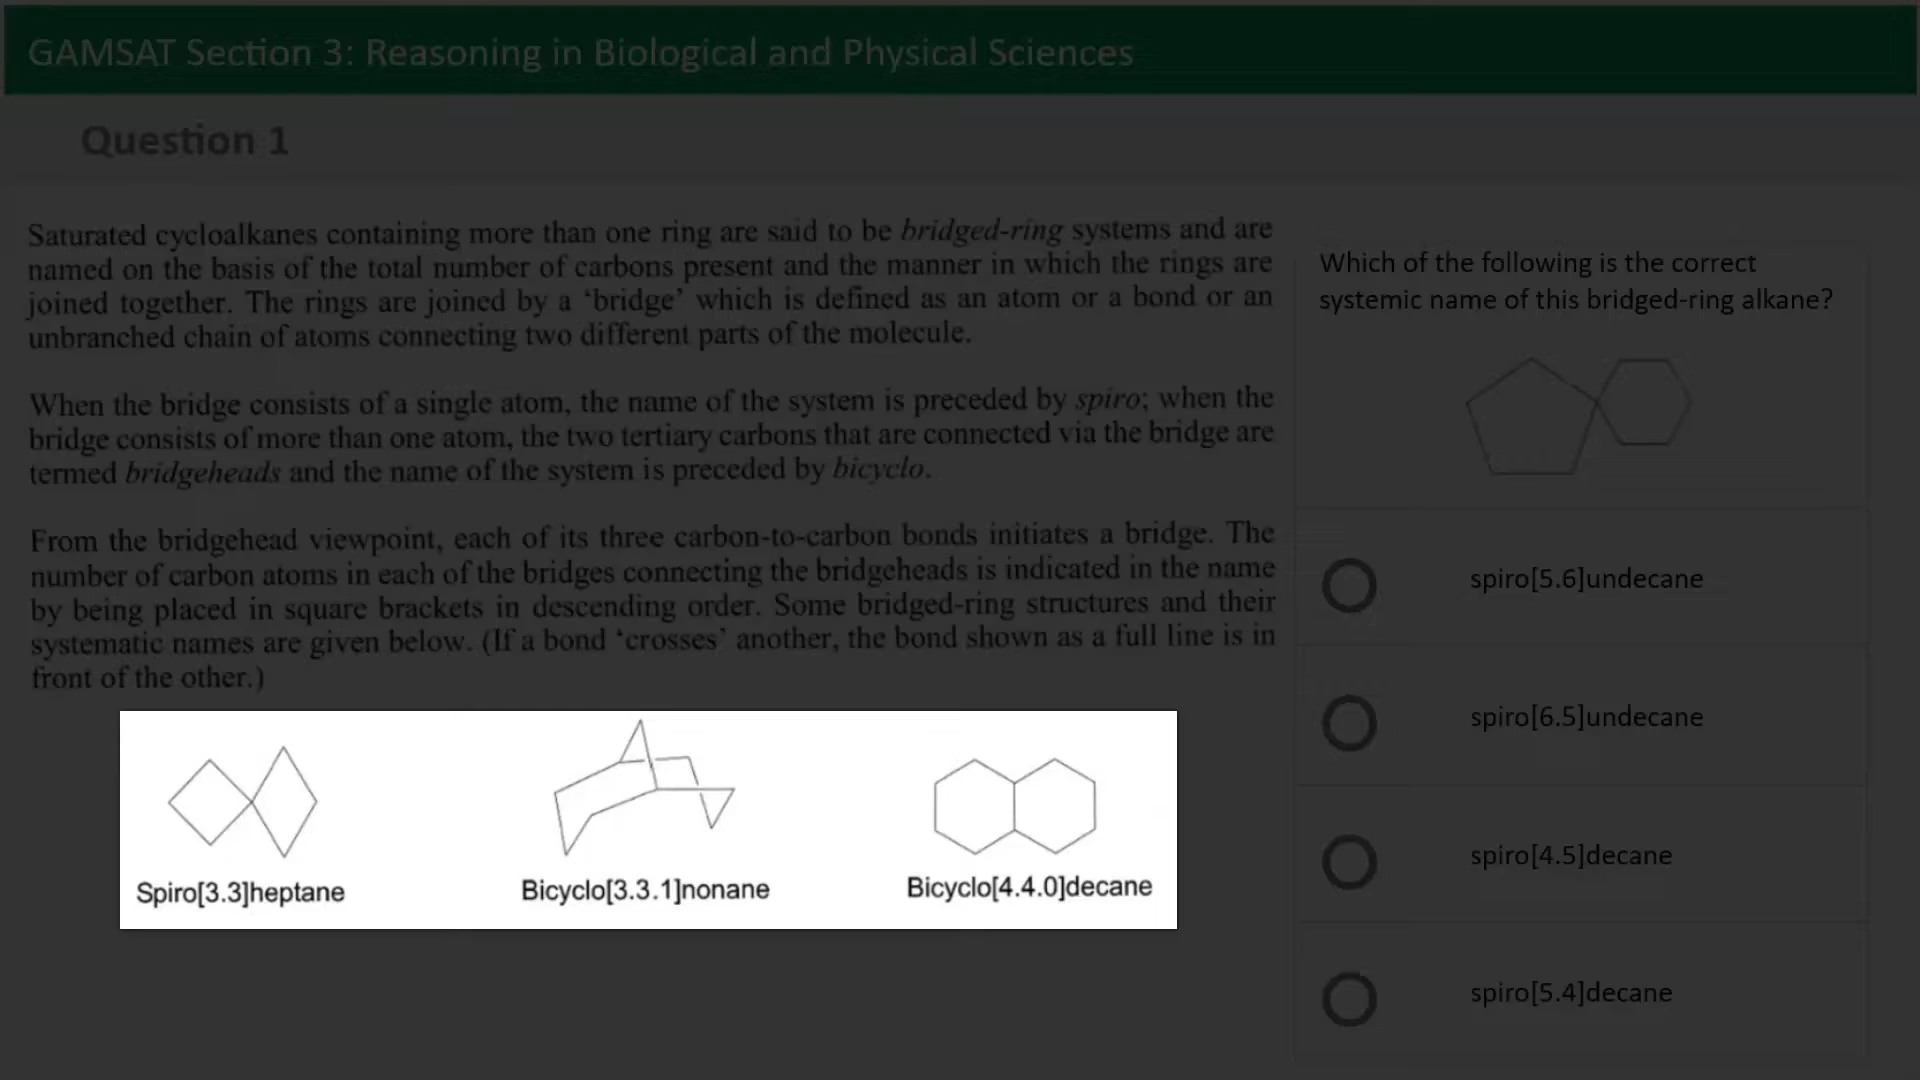 GAMSAT Section 3: Reasoning in Biological and Physical Sciences
Question 1
Saturated cycloalkanes containing more than one ring are said to be bridged-ring systems and are
named on the basis of the total number of carbons present and the manner in which the rings are
joined together. The rings are joined by a ‘bridge’ which is defined as an atom or a bond or an
unbranched chain of atoms connecting two different parts of the molecule.
When the bridge consists of a single atom, the name of the system is preceded by spiro; when the
bridge consists of more than one atom, the two tertiary carbons that are connected via the bridge are
termed bridgeheads and the name of the system is preceded by bicyclo.
From the bridgehead viewpoint, each of its three carbon-to-carbon bonds initiates a bridge. The
number of carbon atoms in each of the bridges connecting the bridgeheads is indicated in the name
by being placed in square brackets in descending order. Some bridged-ring structures and their
systematic names are given below. (If a bond ‘crosses’ another, the bond shown as a full line is in
front of the other.)
Spiro[3.3]heptane
Bicyclo[3.3.1]nonane
Bicyclo[4.4.0]decane
Which of the following is the correct
systemic name of this bridged-ring alkane?
spiro[5.6]undecane
spiro[6.5]undecane
spiro[4.5]decane
spiro[5.4]decane